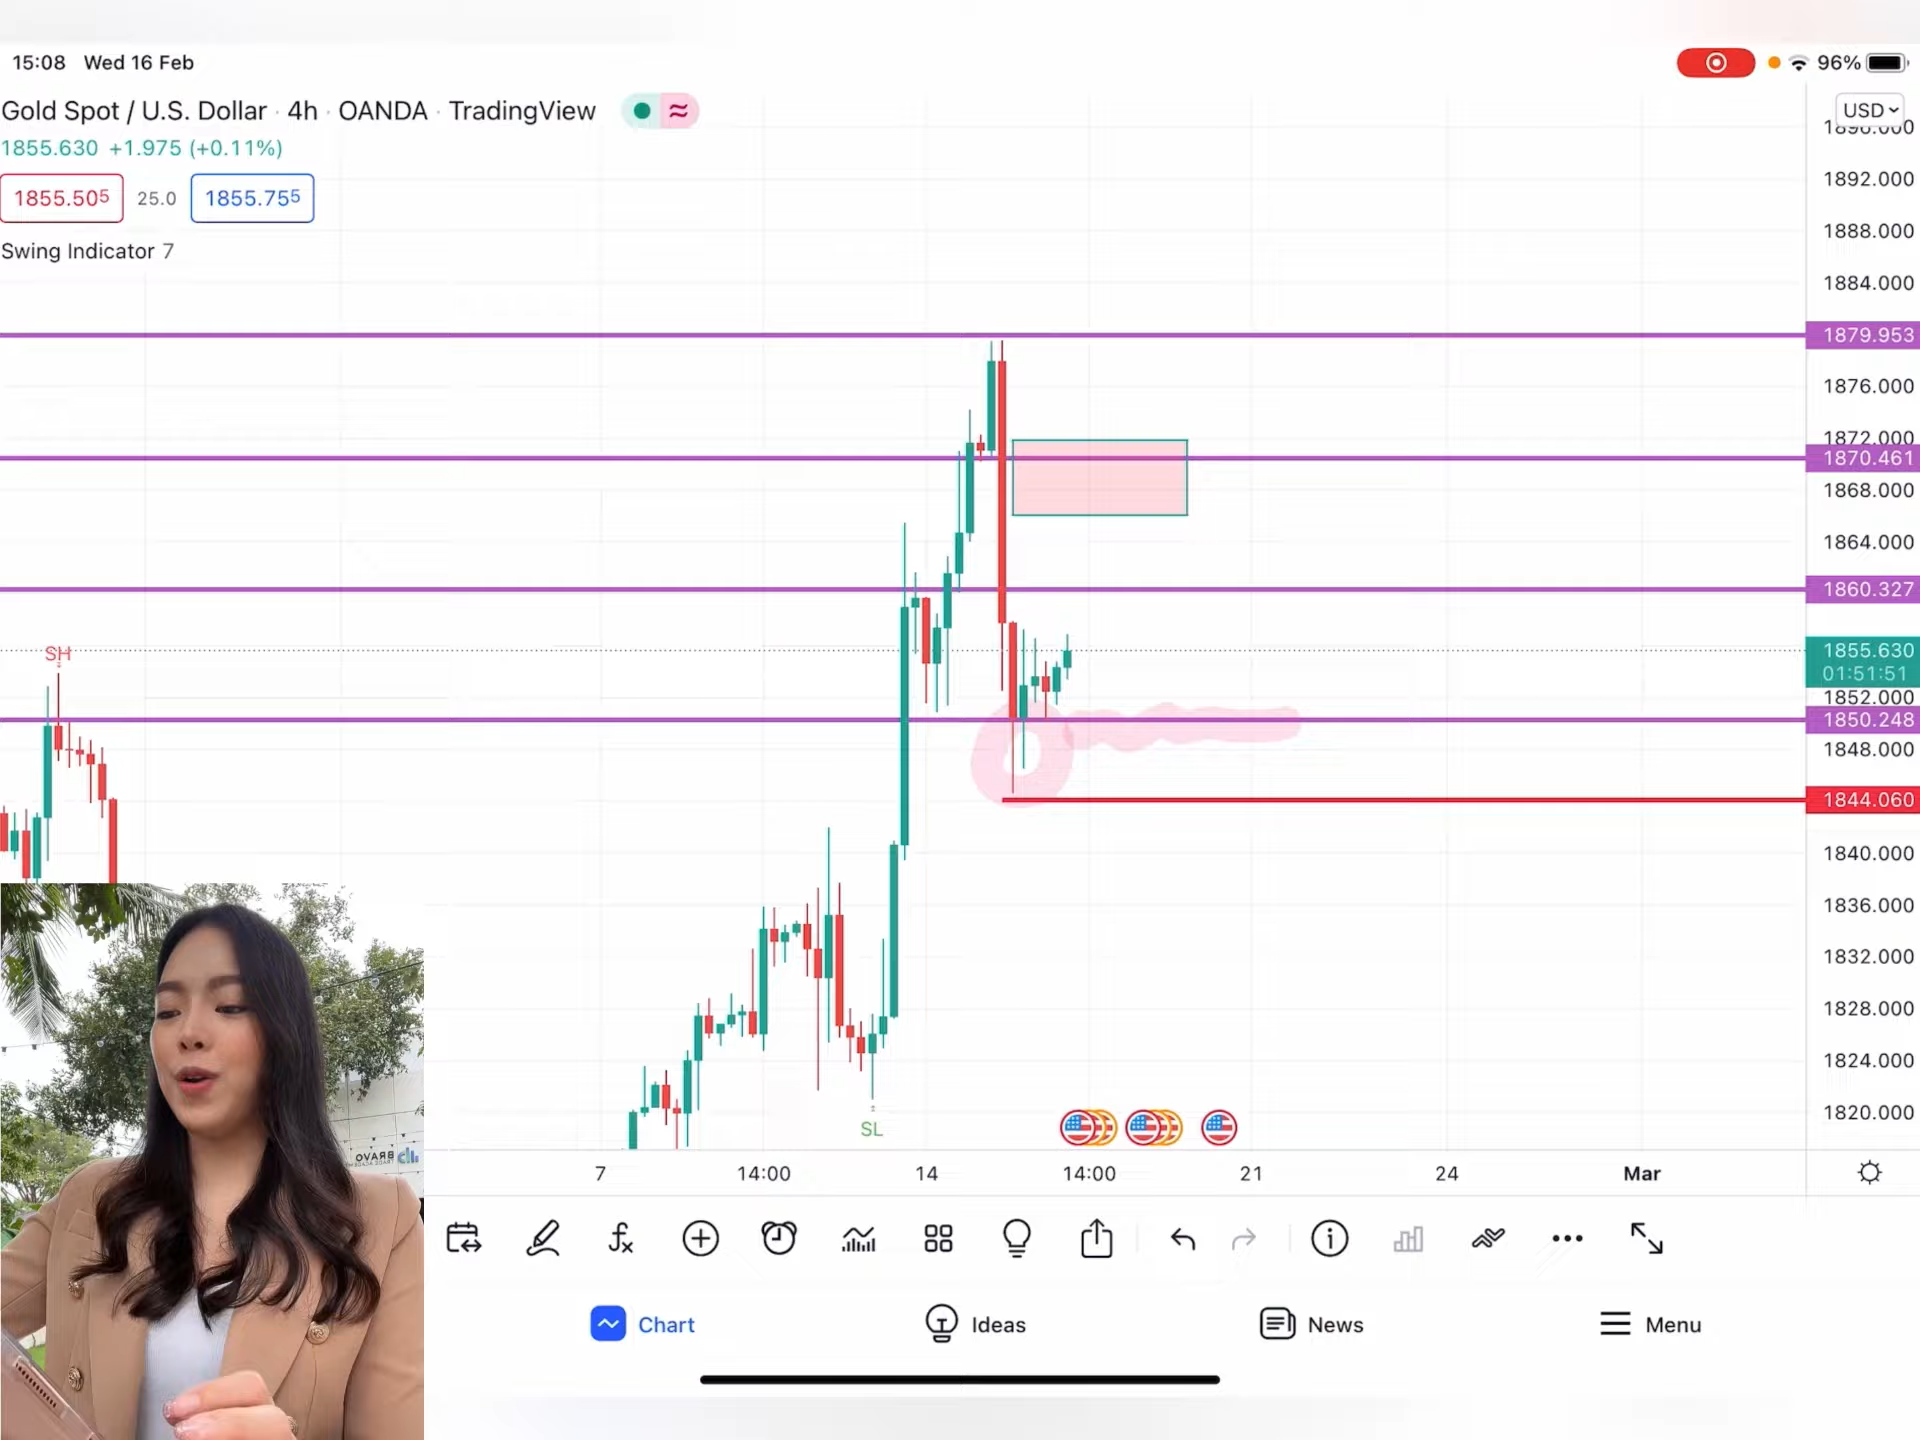 15:08 Wed 16 Feb
96%
Gold Spot / U.S. Dollar · 4h · OANDA · TradingView
USD
1855.630 +1.975 (+0.11%)
1855.505 25.0 1855.755
Swing Indicator 7
1896.000
1892.000
1888.000
1884.000
1879.953
1876.000
1872.000
1870.461
1868.000
1864.000
1860.327
SH
1855.630
01:51:51
1852.000
1850.248
1848.000
1844.060
1840.000
1836.000
1832.000
1828.000
1824.000
1820.000
SL
BRAVO
7 14:00 14 14:00 21 24 Mar
Chart Ideas News Menu